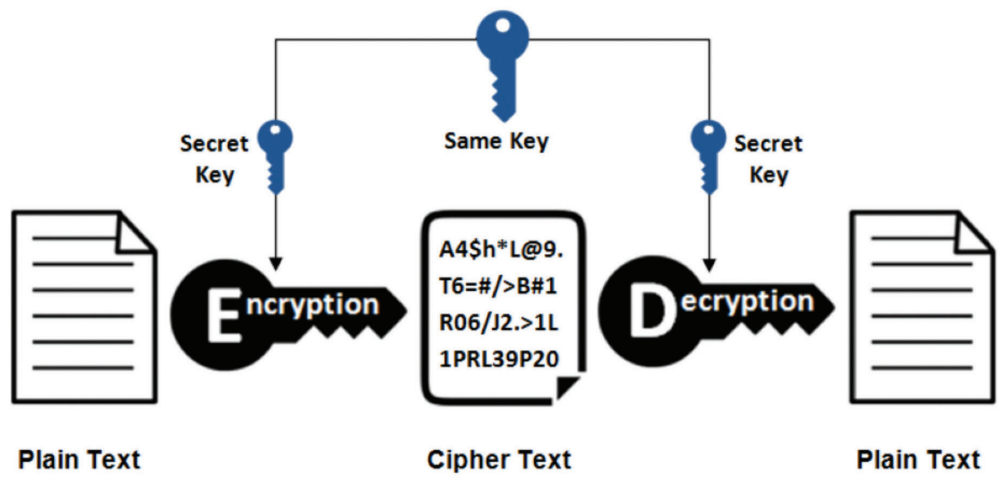 Secret
Key
Same Key
Secret
Key
Encryption
A4$h*L@9.
T6=#/>B#1
R06/J2.>1L
1PRL39P20
Decryption
Plain Text
Cipher Text
Plain Text